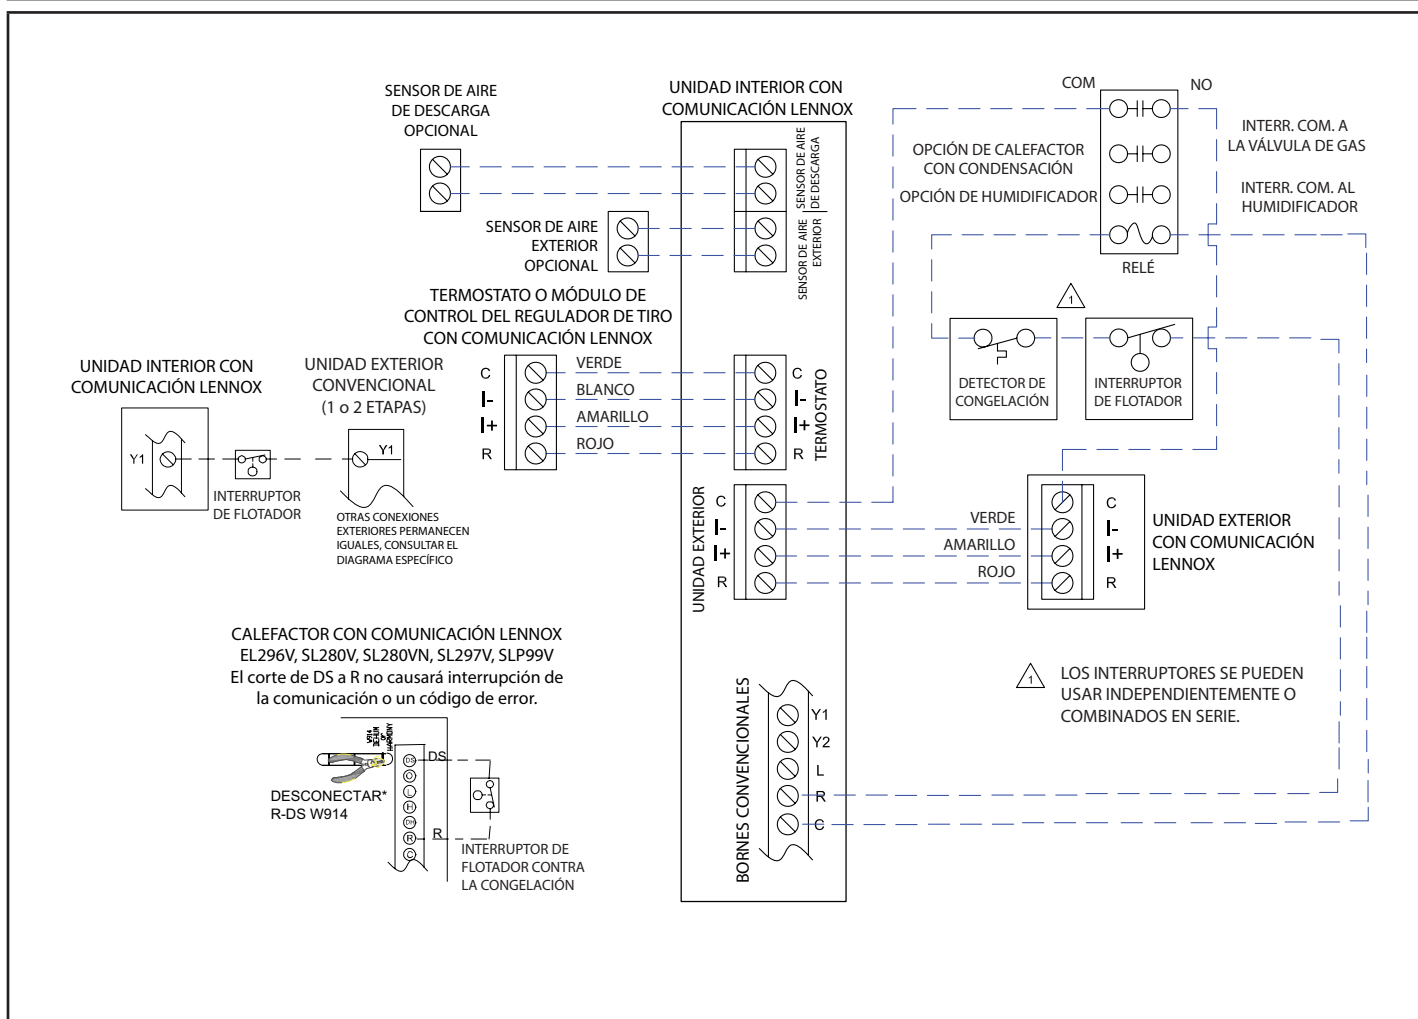 SENSOR DE AIRE
DE DESCARGA
OPCIONAL
UNIDAD INTERIOR CON
COMUNICACIÓN LENNOX
SENSOR DE AIRE
DE DESCARGA
SENSOR DE AIRE
EXTERIOR
OPCIONAL
SENSOR DE AIRE
EXTERIOR
COM
NO
INTERR. COM. A
LA VÁLVULA DE GAS
OPCIÓN DE CALEFACTOR
CON CONDENSACIÓN
OPCIÓN DE HUMIDIFICADOR
INTERR. COM. AL
HUMIDIFICADOR
RELÉ
1
DETECTOR DE
CONGELACIÓN
INTERRUPTOR
DE FLOTADOR
TERMOSTATO O MÓDULO DE
CONTROL DEL REGULADOR DE TIRO
CON COMUNICACIÓN LENNOX
C
I-
I+
R
VERDE
BLANCO
AMARILLO
ROJO
C
I-
I+
R
TERMOSTATO
UNIDAD INTERIOR CON
COMUNICACIÓN LENNOX
UNIDAD EXTERIOR
CONVENCIONAL
(1 o 2 ETAPAS)
Y1
Y1
INTERRUPTOR
DE FLOTADOR
OTRAS CONEXIONES
EXTERIORES PERMANECEN
IGUALES, CONSULTAR EL
DIAGRAMA ESPECÍFICO
UNIDAD EXTERIOR
C
I-
I+
R
VERDE
AMARILLO
ROJO
C
I-
I+
R
UNIDAD EXTERIOR
CON COMUNICACIÓN
LENNOX
CALEFACTOR CON COMUNICACIÓN LENNOX
EL296V, SL280V, SL280VN, SL297V, SLP99V
El corte de DS a R no causará interrupción de
la comunicación o un código de error.
W914
DEHUM
OR
HARMONY
DESCONECTAR*
R-DS W914
DS
O
L
H
DH
R
C
DS
R
INTERRUPTOR DE
FLOTADOR CONTRA
LA CONGELACIÓN
BORNES CONVENCIONALES
Y1
Y2
L
R
C
1
LOS INTERRUPTORES SE PUEDEN
USAR INDEPENDIENTEMENTE O
COMBINADOS EN SERIE.